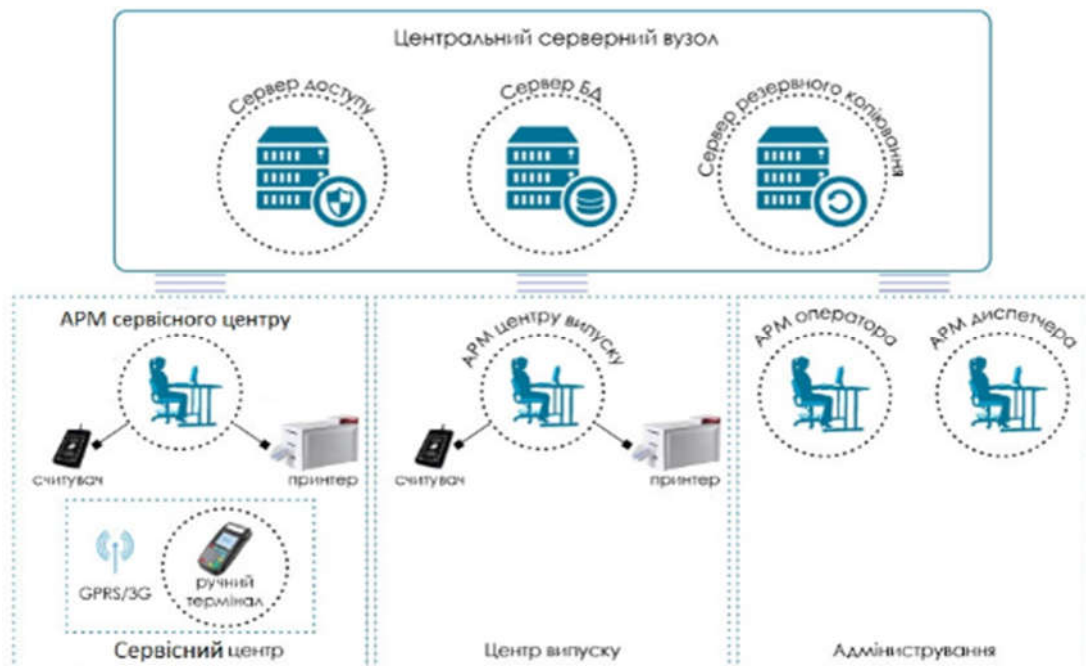 Центральний серверний вузол
Сервер доступу
Сервер БД
Сервер резервного копіювання
АРМ сервісного центру
АРМ центру випуску
АРМ оператора
АРМ диспетчера
считувач
принтер
считувач
принтер
GPRS/3G
ручний
термінал
Сервісний центр
Центр випуску
Адміністрування